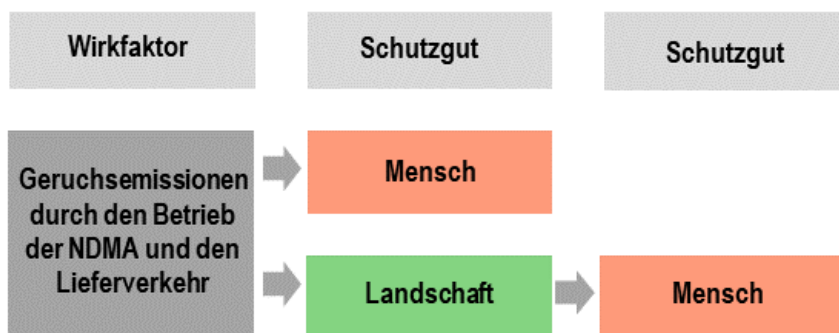 Wirkfaktor
Schutzgut
Schutzgut
Geruchsemissionen
durch den Betrieb
der NDMA und den
Lieferverkehr
Mensch
Landschaft
Mensch